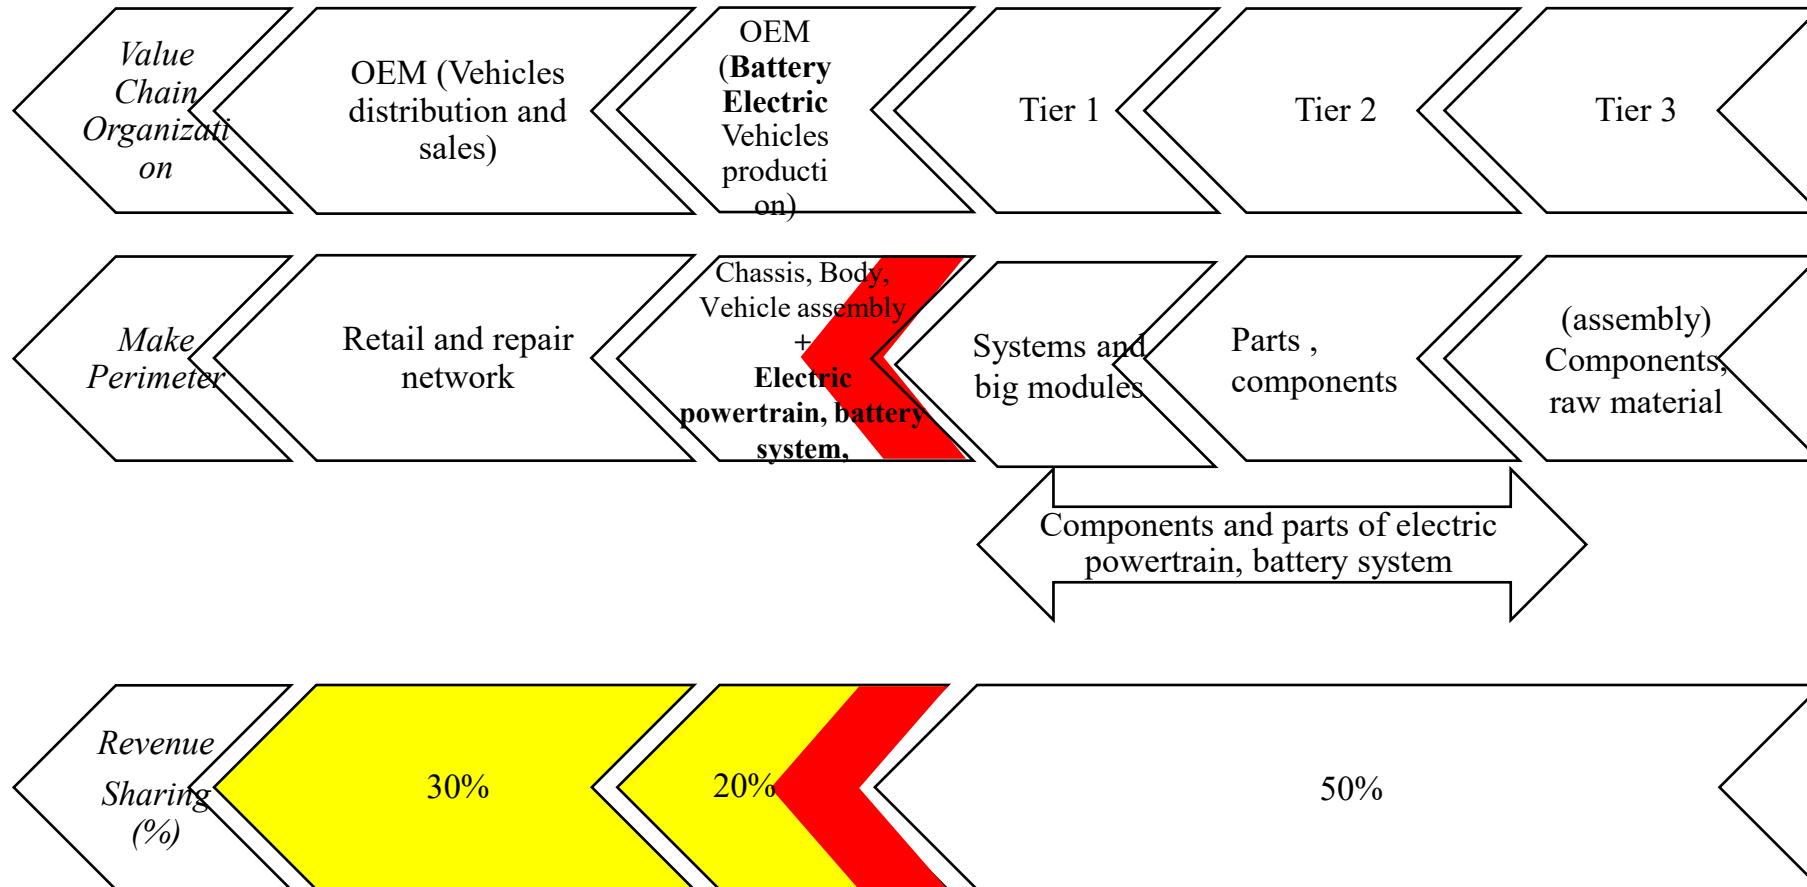 Value
Chain
Organizati
on
OEM (Vehicles
distribution and
sales)
OEM
(Battery
Electric
Vehicles
producti
on)
Tier 1
Tier 2
Tier 3
Make
Perimeter
Retail and repair
network
Chassis, Body,
Vehicle assembly
+
Electric
powertrain, battery
system,
Systems and
big modules
Parts ,
components
(assembly)
Components,
raw material
Components and parts of electric
powertrain, battery system
Revenue
Sharing
(%)
30%
20%
50%